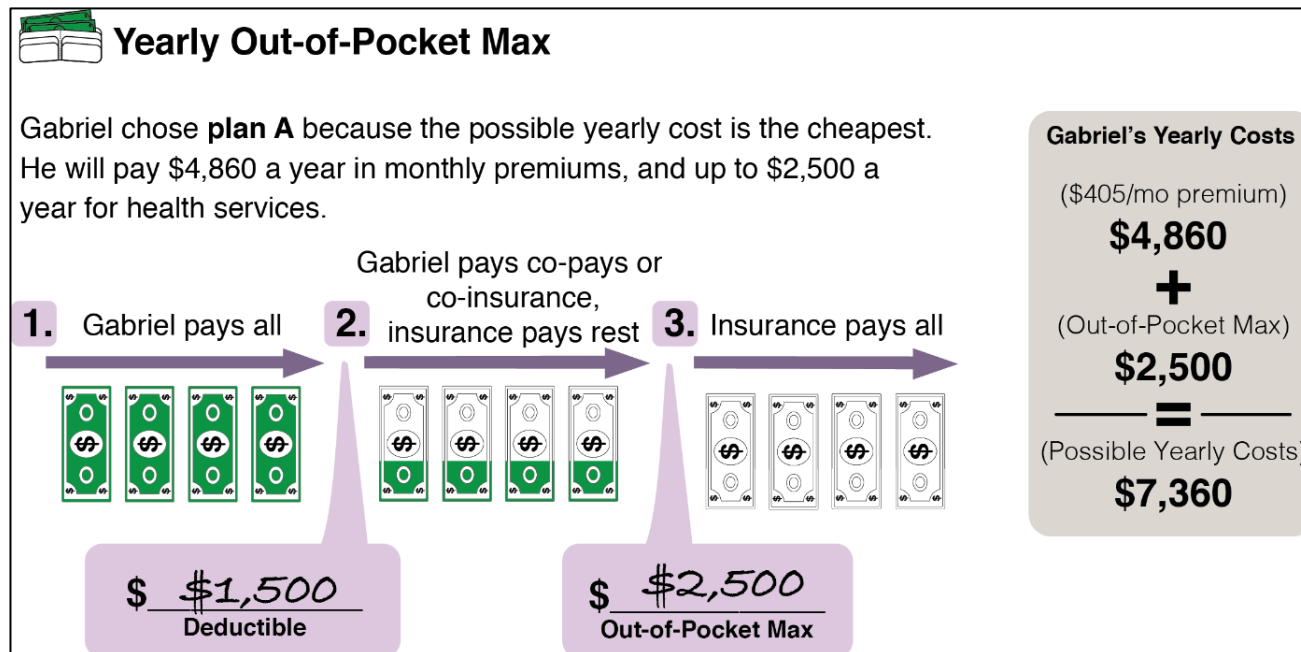 Yearly Out-of-Pocket Max
Gabriel chose plan A because the possible yearly cost is the cheapest.
He will pay $4,860 a year in monthly premiums, and up to $2,500 a
year for health services.
1. Gabriel pays all
2. Gabriel pays co-pays or
co-insurance,
insurance pays rest
3. Insurance pays all
$ $1,500
Deductible
$ $2,500
Out-of-Pocket Max
Gabriel's Yearly Costs
($405/mo premium)
$4,860
+
(Out-of-Pocket Max)
$2,500
=
(Possible Yearly Costs)
$7,360